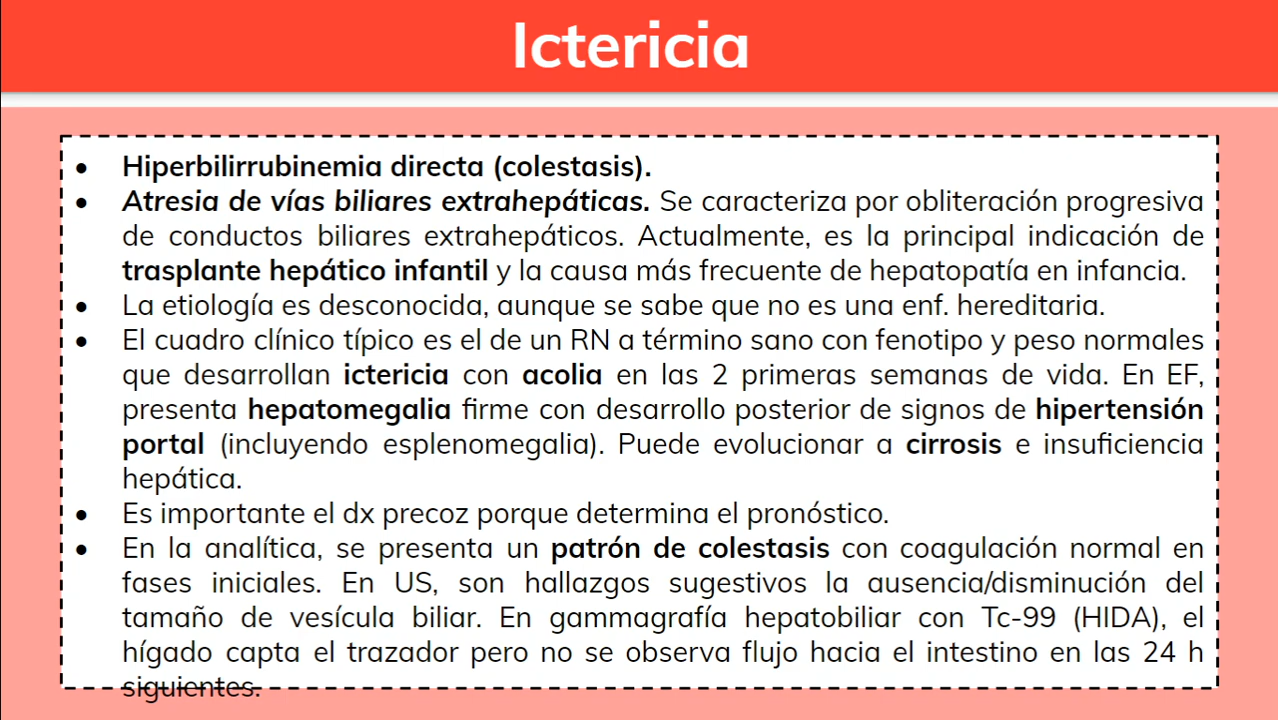 Ictericia
● Hiperbilirrubinemia directa (colestasis).
● Atresia de vías biliares extrahepáticas. Se caracteriza por obliteración progresiva
de conductos biliares extrahepáticos. Actualmente, es la principal indicación de
trasplante hepático infantil y la causa más frecuente de hepatopatía en infancia.
● La etiología es desconocida, aunque se sabe que no es una enf. hereditaria.
● El cuadro clínico típico es el de un RN a término sano con fenotipo y peso normales
que desarrollan ictericia con acolia en las 2 primeras semanas de vida. En EF,
presenta hepatomegalia firme con desarrollo posterior de signos de hipertensión
portal (incluyendo esplenomegalia). Puede evolucionar a cirrosis e insuficiencia
hepática.
● Es importante el dx precoz porque determina el pronóstico.
● En la analítica, se presenta un patrón de colestasis con coagulación normal en
fases iniciales. En US, son hallazgos sugestivos la ausencia/disminución del
tamaño de vesícula biliar. En gammagrafía hepatobiliar con Tc-99 (HIDA), el
hígado capta el trazador pero no se observa flujo hacia el intestino en las 24 h
siguientes.